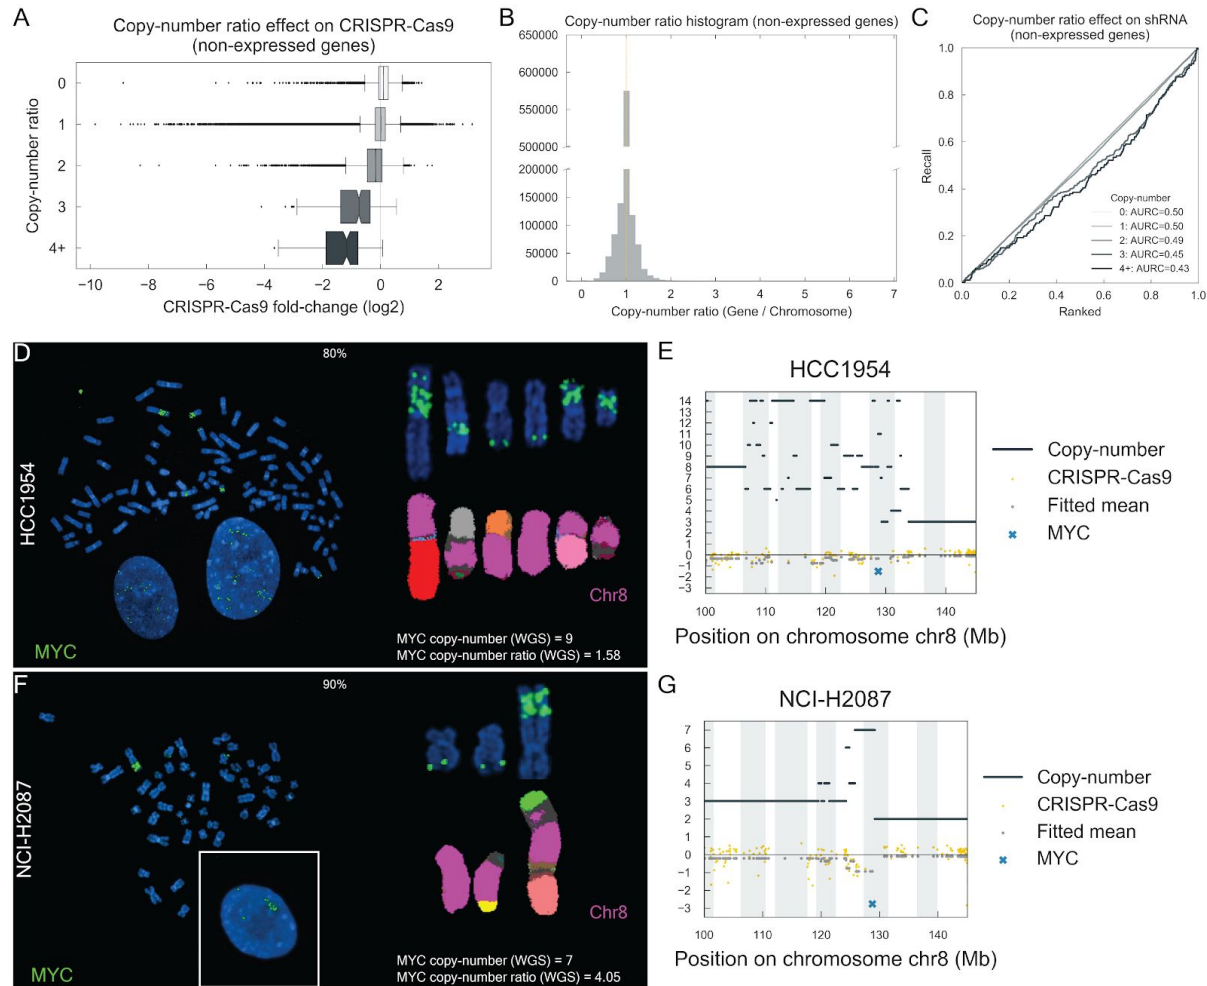 A
Copy-number ratio effect on CRISPR-Cas9
(non-expressed genes)
Copy-number ratio
0
1
2
3
4+
−10
−8
−6
−4
−2
0
2
CRISPR-Cas9 fold-change (log2)
B
Copy-number ratio histogram (non-expressed genes)
650000
600000
550000
500000
200000
150000
100000
50000
0
0
1
2
3
4
5
6
7
Copy-number ratio (Gene / Chromosome)
C
Copy-number ratio effect on shRNA
(non-expressed genes)
Recall
1.0
0.8
0.6
0.4
0.2
0.0
Copy-number
0: AURC=0.50
1: AURC=0.50
2: AURC=0.49
3: AURC=0.45
4+: AURC=0.43
0.0
0.2
0.4
0.6
0.8
1.0
Ranked
D
80%
HCC1954
MYC
Chr8
MYC copy-number (WGS) = 9
MYC copy-number ratio (WGS) = 1.58
E
HCC1954
14
13
12
11
10
9
8
7
6
5
4
3
2
1
0
−1
−2
−3
100
110
120
130
140
Position on chromosome chr8 (Mb)
Copy-number
CRISPR-Cas9
Fitted mean
MYC
F
90%
NCI-H2087
MYC
Chr8
MYC copy-number (WGS) = 7
MYC copy-number ratio (WGS) = 4.05
G
NCI-H2087
7
6
5
4
3
2
1
0
−1
−2
−3
100
110
120
130
140
Position on chromosome chr8 (Mb)
Copy-number
CRISPR-Cas9
Fitted mean
MYC